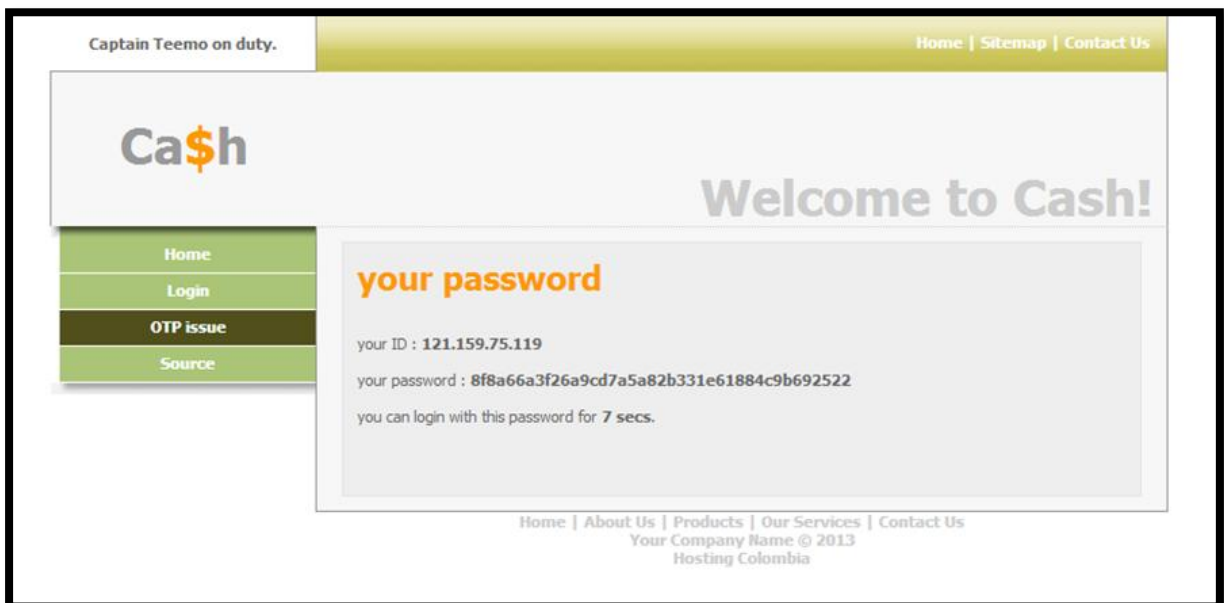 Captain Teemo on duty.
Home | Sitemap | Contact Us
Ca$h
Welcome to Cash!
Home
Login
OTP issue
Source
your password
your ID : 121.159.75.119
your password : 8f8a66a3f26a9cd7a5a82b331e61884c9b692522
you can login with this password for 7 secs.
Home | About Us | Products | Our Services | Contact Us
Your Company Name © 2013
Hosting Colombia